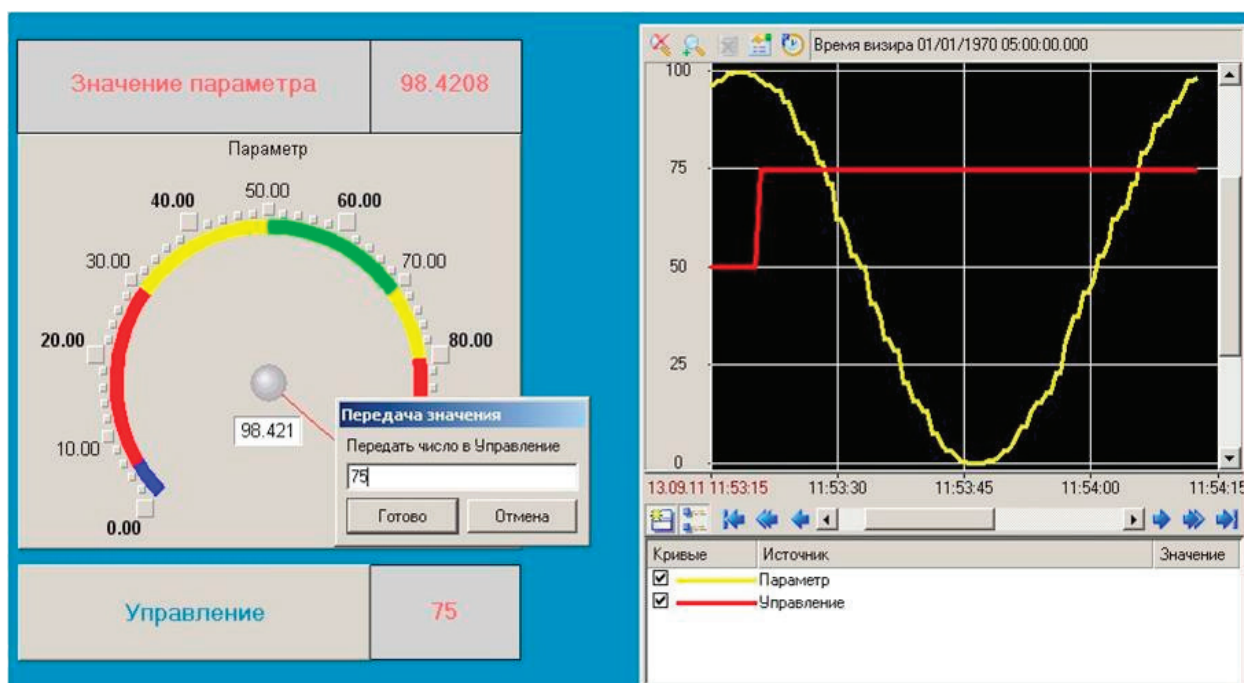 Значение параметра 98.4208
Параметр
0.00
10.00
20.00
30.00
40.00
50.00
60.00
70.00
80.00
98.421
Передача значения
Передать число в Управление
75
Готово Отмена
Управление 75
Время визира 01/01/1970 05:00:00.000
100
75
50
25
0
13.09.11 11:53:15 11:53:30 11:53:45 11:54:00 11:54:15
Кривые Источник Значение
Параметр
Управление